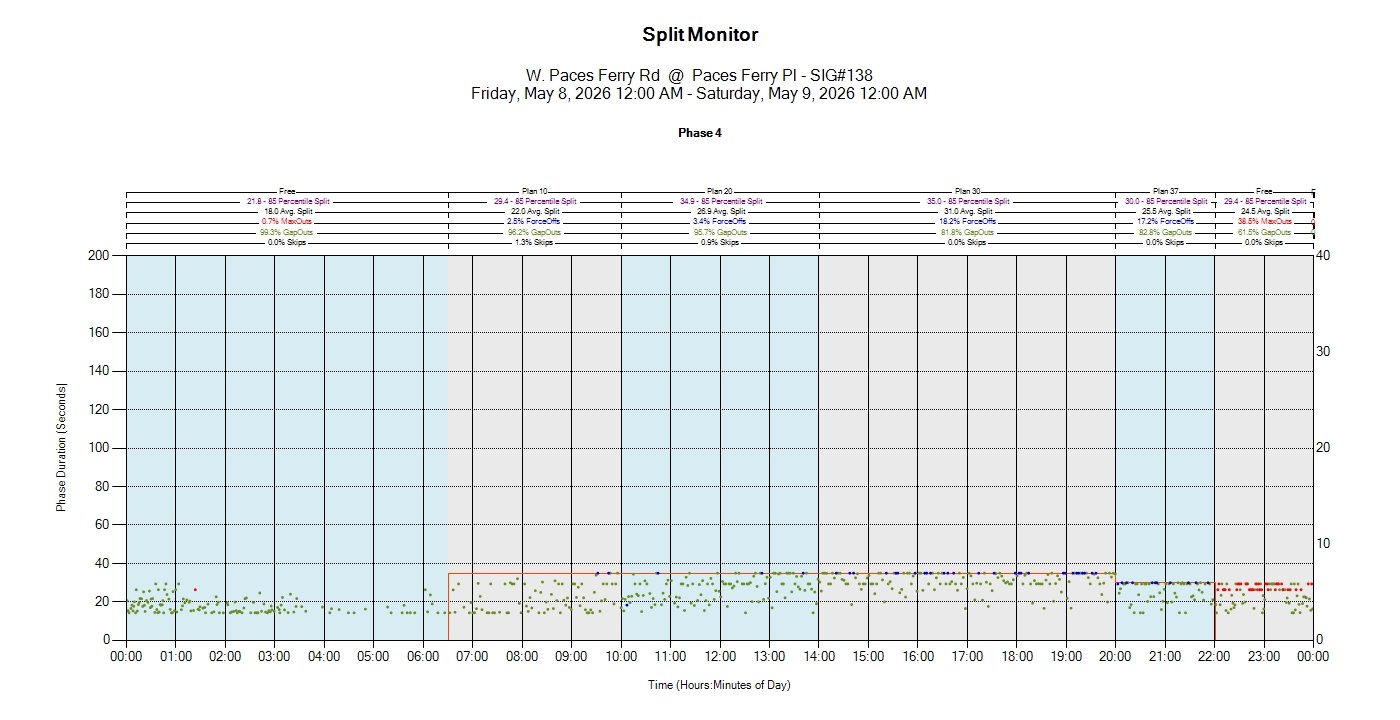 Split Monitor
W. Paces Ferry Rd @ Paces Ferry Pl - SIG#138
Friday, May 8, 2026 12:00 AM - Saturday, May 9, 2026 12:00 AM
Phase 4
Free Plan 10 Plan 20 Plan 30 Plan 37 Free
21.8 - 85 Percentile Split 29.4 - 85 Percentile Split 34.9 - 85 Percentile Split 35.0 - 85 Percentile Split 30.0 - 85 Percentile Split 29.4 - 85 Percentile Split
18.0 Avg. Split 22.0 Avg. Split 26.9 Avg. Split 31.0 Avg. Split 25.5 Avg. Split 24.5 Avg. Split
0.7% MaxOuts 2.5% ForceOffs 3.4% ForceOffs 18.2% ForceOffs 17.2% ForceOffs 38.5% MaxOuts
99.3% GapOuts 96.2% GapOuts 95.7% GapOuts 81.8% GapOuts 82.8% GapOuts 61.5% GapOuts
0.0% Skips 1.3% Skips 0.9% Skips 0.0% Skips 0.0% Skips 0.0% Skips
200 40
180
160
30
140
120
100 20
80
60
10
40
20
0 0
Phase Duration (Seconds)
00:00 01:00 02:00 03:00 04:00 05:00 06:00 07:00 08:00 09:00 10:00 11:00 12:00 13:00 14:00 15:00 16:00 17:00 18:00 19:00 20:00 21:00 22:00 23:00 00:00
Time (Hours:Minutes of Day)